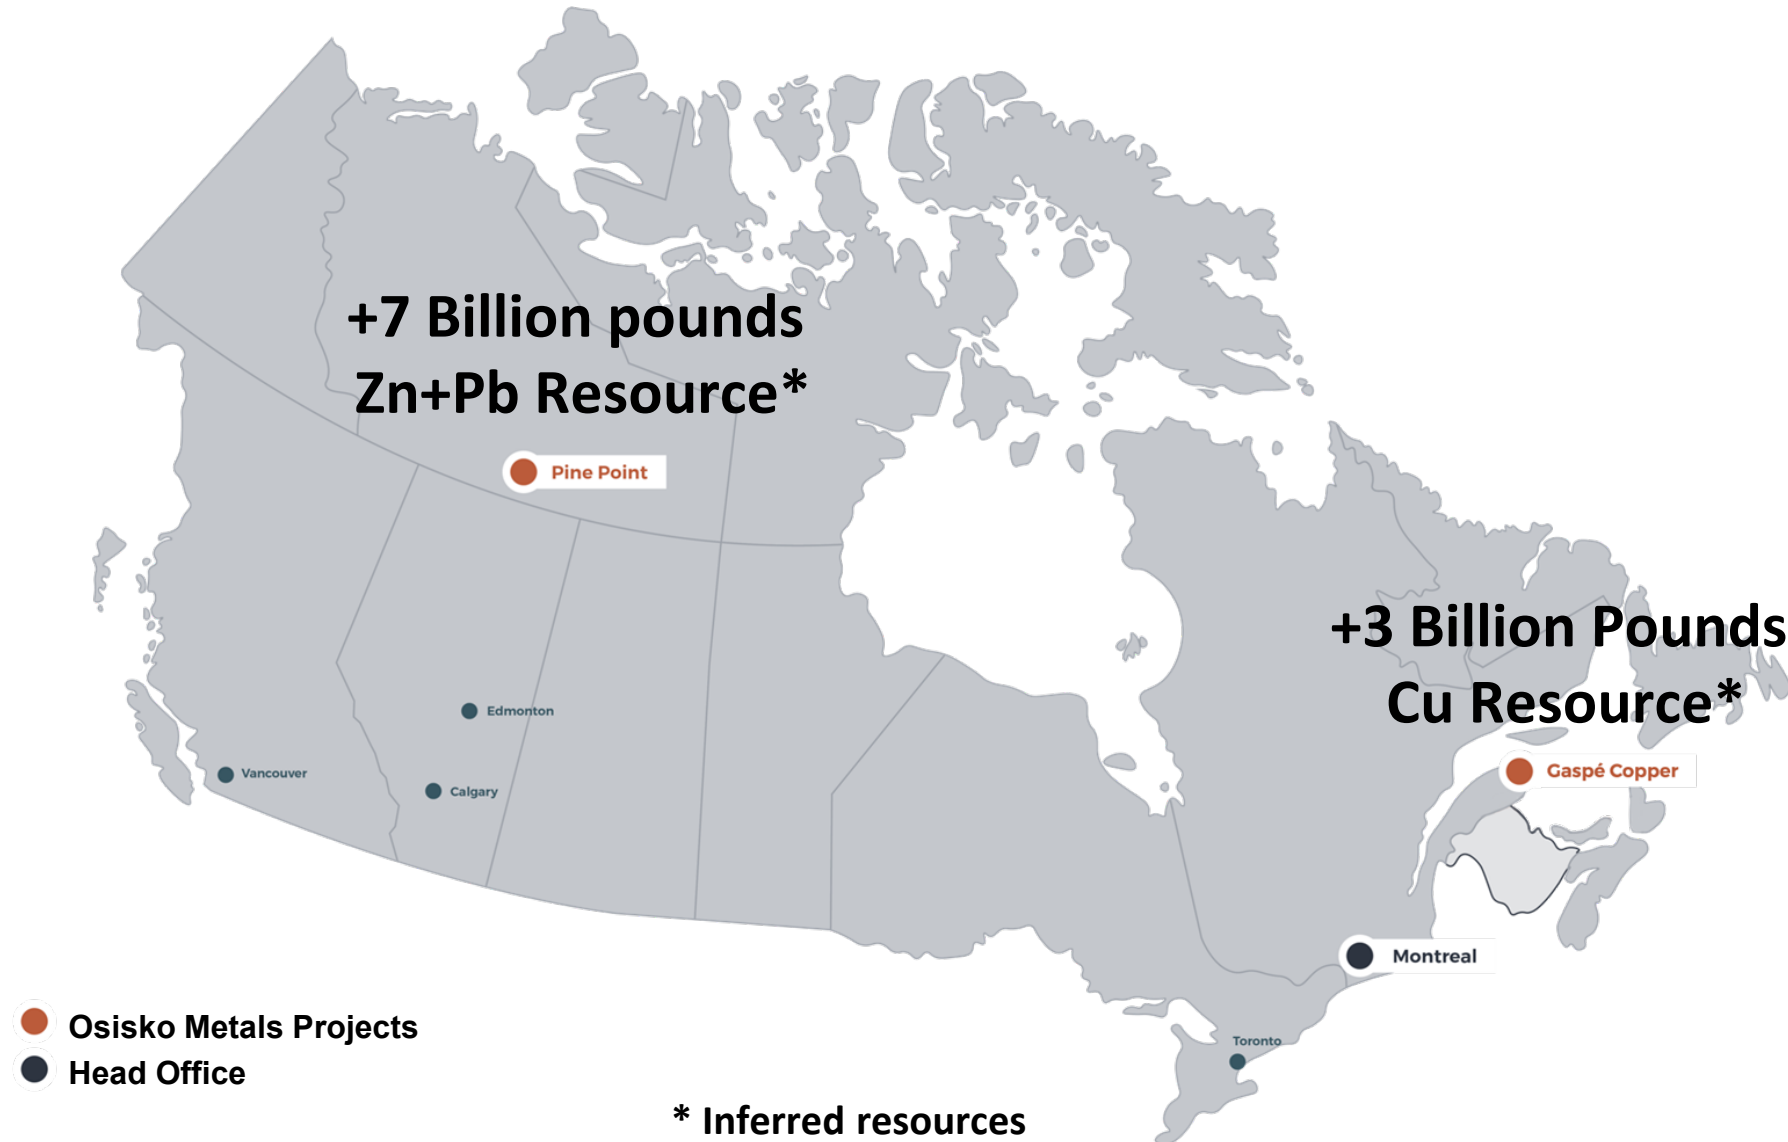 +7 Billion pounds
Zn+Pb Resource*
Pine Point
+3 Billion Pounds
Cu Resource*
Edmonton
Vancouver
Calgary
Gaspé Copper
Montreal
Osisko Metals Projects
Head Office
Toronto
* Inferred resources